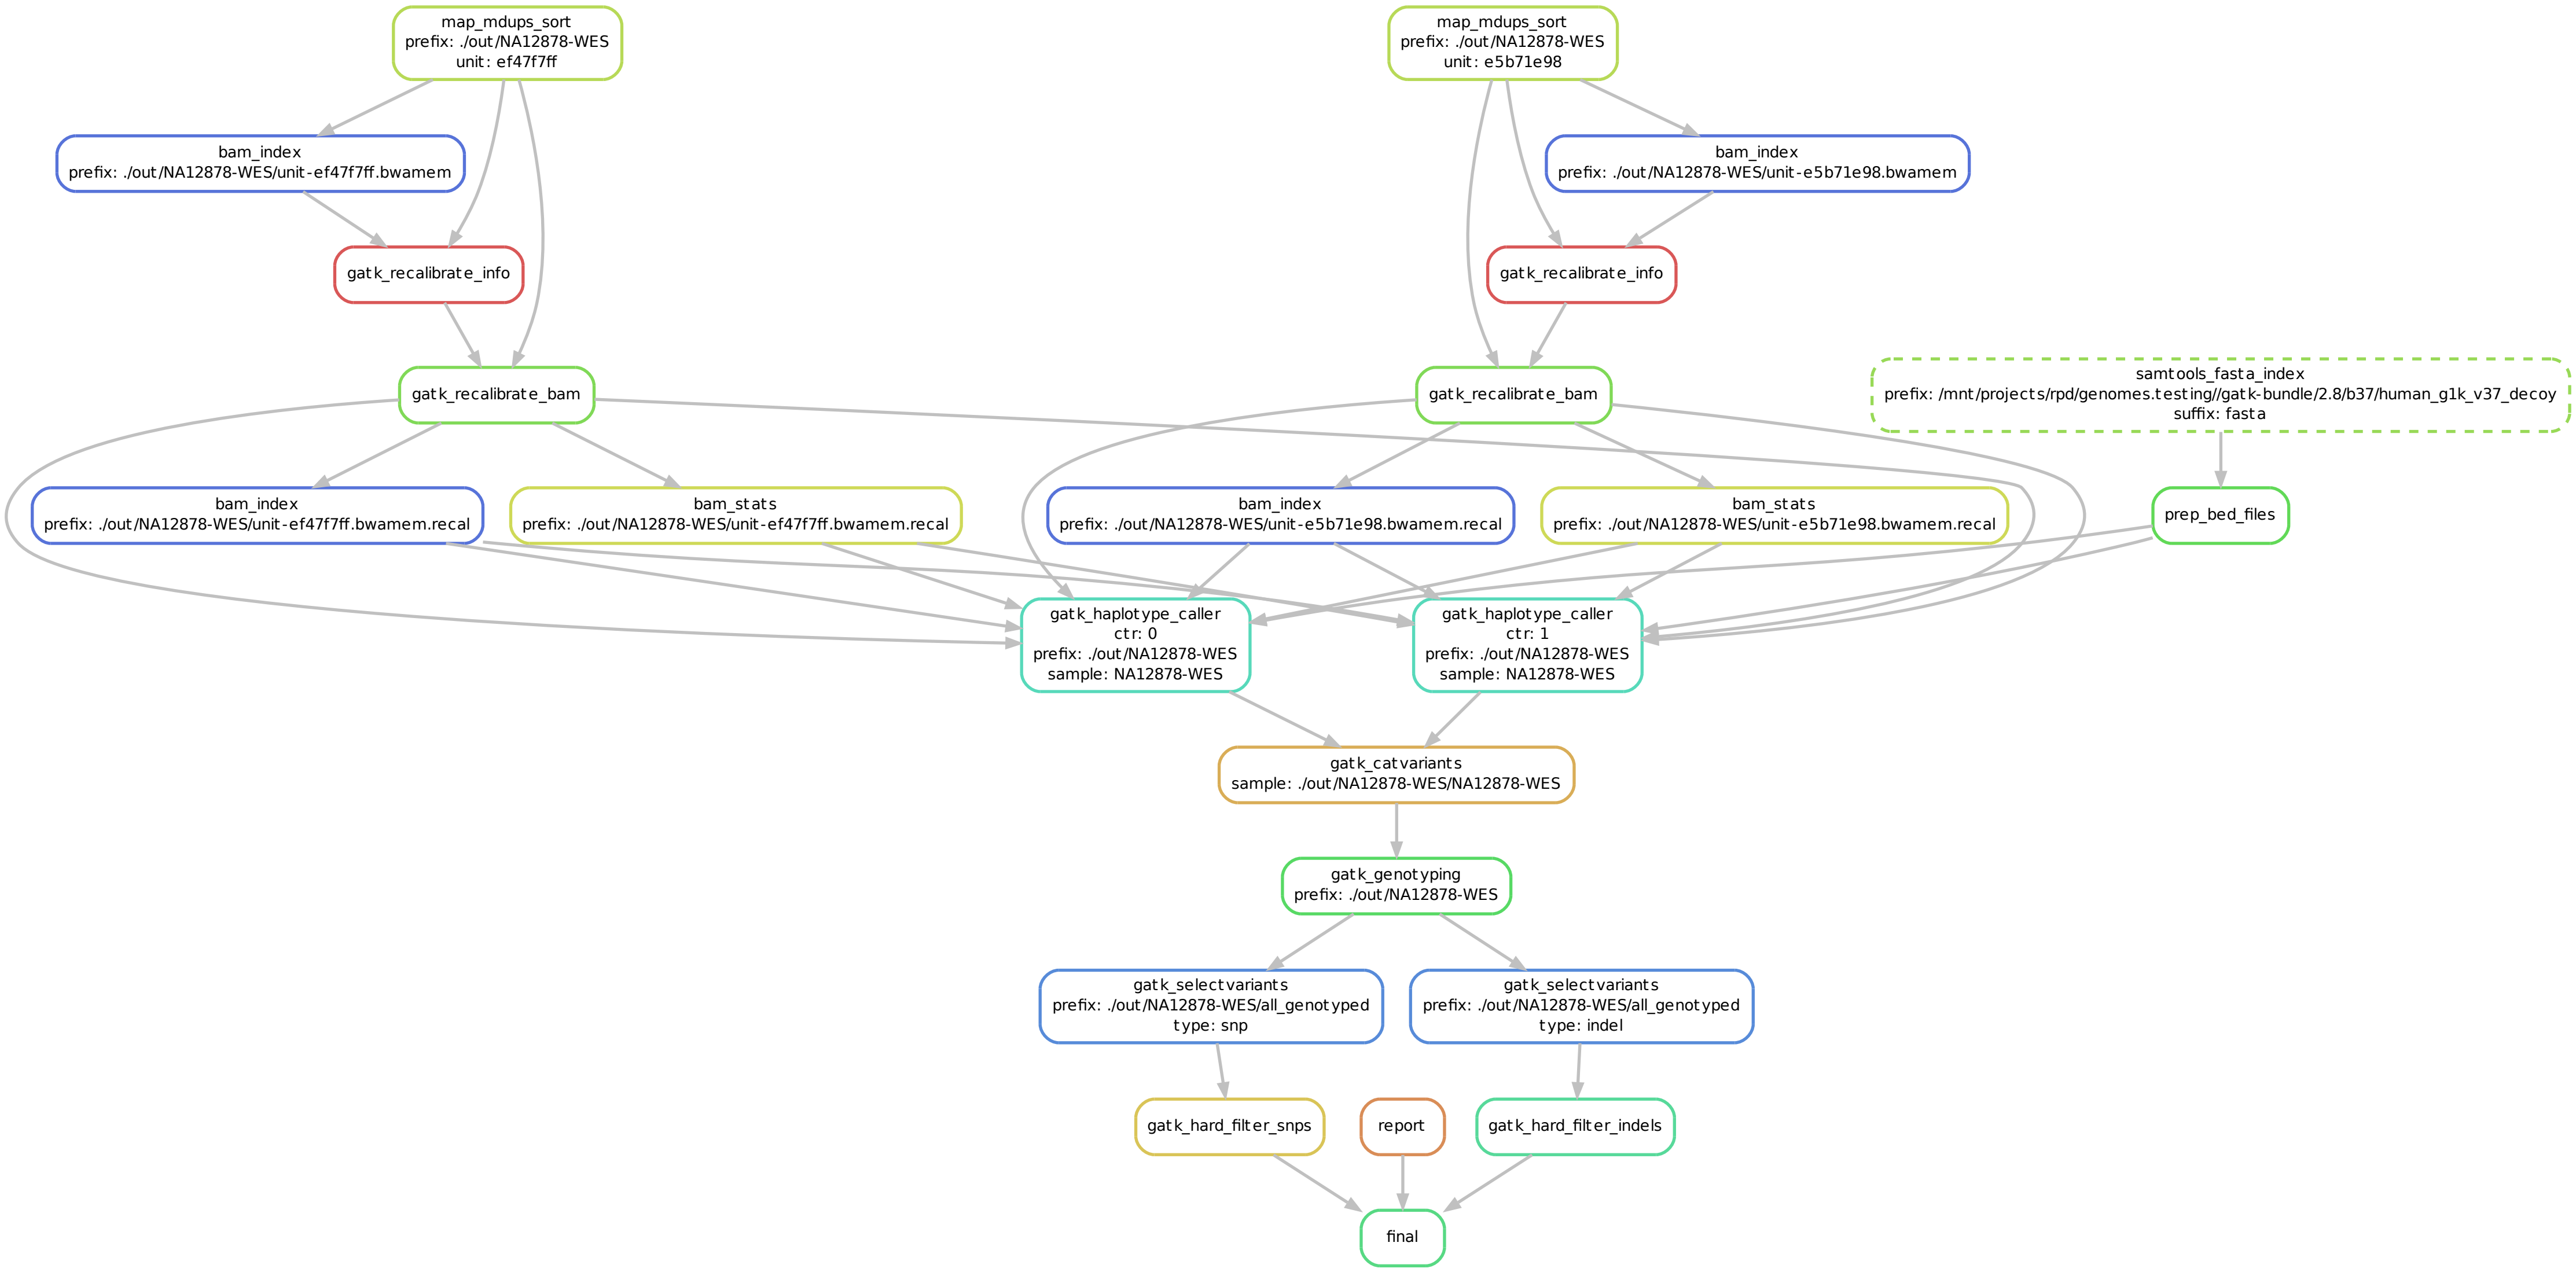 map_mdups_sort
prefix: ./out/NA12878-WES
unit: ef47f7ff
map_mdups_sort
prefix: ./out/NA12878-WES
unit: e5b71e98
bam_index
prefix: ./out/NA12878-WES/unit-ef47f7ff.bwamem
bam_index
prefix: ./out/NA12878-WES/unit-e5b71e98.bwamem
gatk_recalibrate_info
gatk_recalibrate_info
gatk_recalibrate_bam
gatk_recalibrate_bam
samtools_fasta_index
prefix: /mnt/projects/rpd/genomes.testing//gatk-bundle/2.8/b37/human_g1k_v37_decoy
suffix: fasta
bam_index
prefix: ./out/NA12878-WES/unit-ef47f7ff.bwamem.recal
bam_stats
prefix: ./out/NA12878-WES/unit-ef47f7ff.bwamem.recal
bam_index
prefix: ./out/NA12878-WES/unit-e5b71e98.bwamem.recal
bam_stats
prefix: ./out/NA12878-WES/unit-e5b71e98.bwamem.recal
prep_bed_files
gatk_haplotype_caller
ctr: 0
prefix: ./out/NA12878-WES
sample: NA12878-WES
gatk_haplotype_caller
ctr: 1
prefix: ./out/NA12878-WES
sample: NA12878-WES
gatk_catvariants
sample: ./out/NA12878-WES/NA12878-WES
gatk_genotyping
prefix: ./out/NA12878-WES
gatk_selectvariants
prefix: ./out/NA12878-WES/all_genotyped
type: snp
gatk_selectvariants
prefix: ./out/NA12878-WES/all_genotyped
type: indel
gatk_hard_filter_snps
report
gatk_hard_filter_indels
final